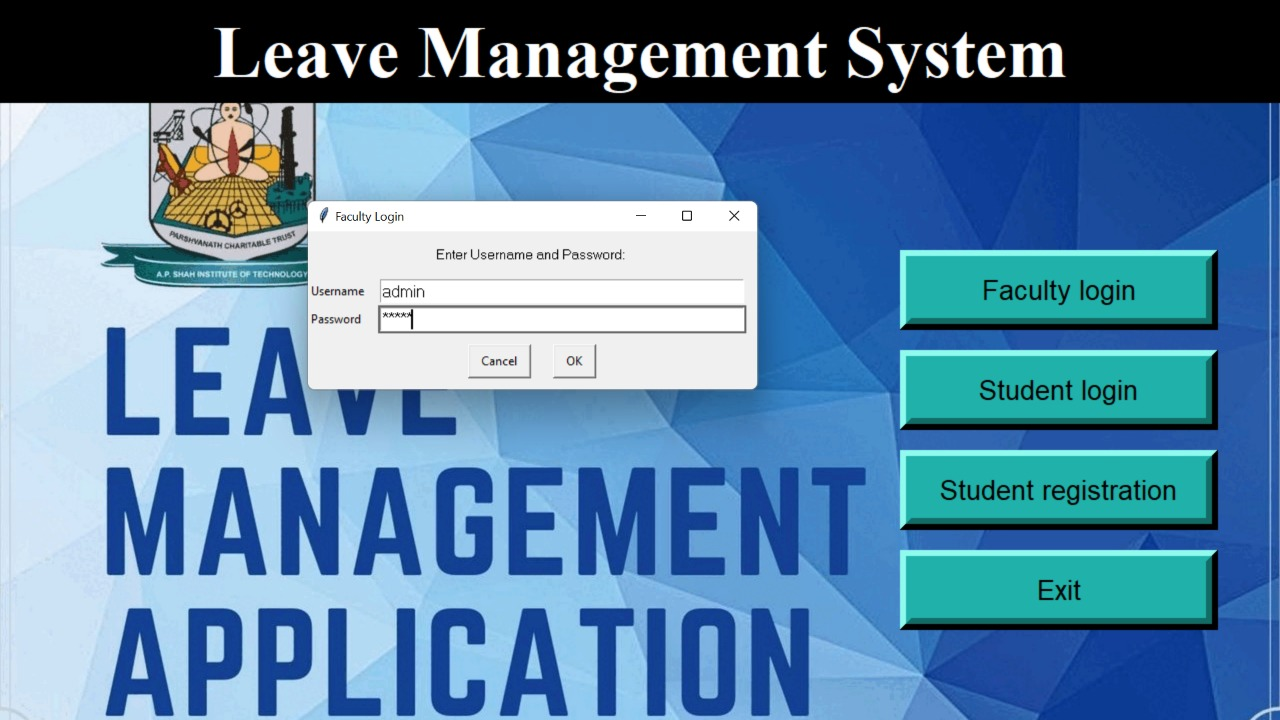 Leave Management System
PARSHVANATH CHARITABLE TRUST
A.P. SHAH INSTITUTE OF TECHNOLOGY
Faculty Login
Enter Username and Password:
Username admin
Password *****
Cancel OK
Faculty login
Student login
Student registration
Exit
LEAVE
MANAGEMENT
APPLICATION